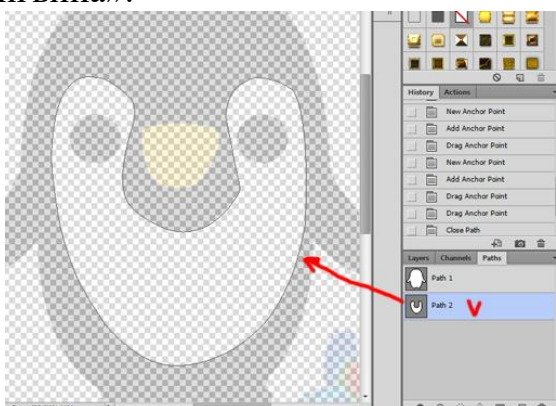 History Actions
New Anchor Point
Add Anchor Point
Drag Anchor Point
New Anchor Point
Add Anchor Point
Drag Anchor Point
Drag Anchor Point
Close Path
Layers Channels Paths
Path 1
Path 2 V